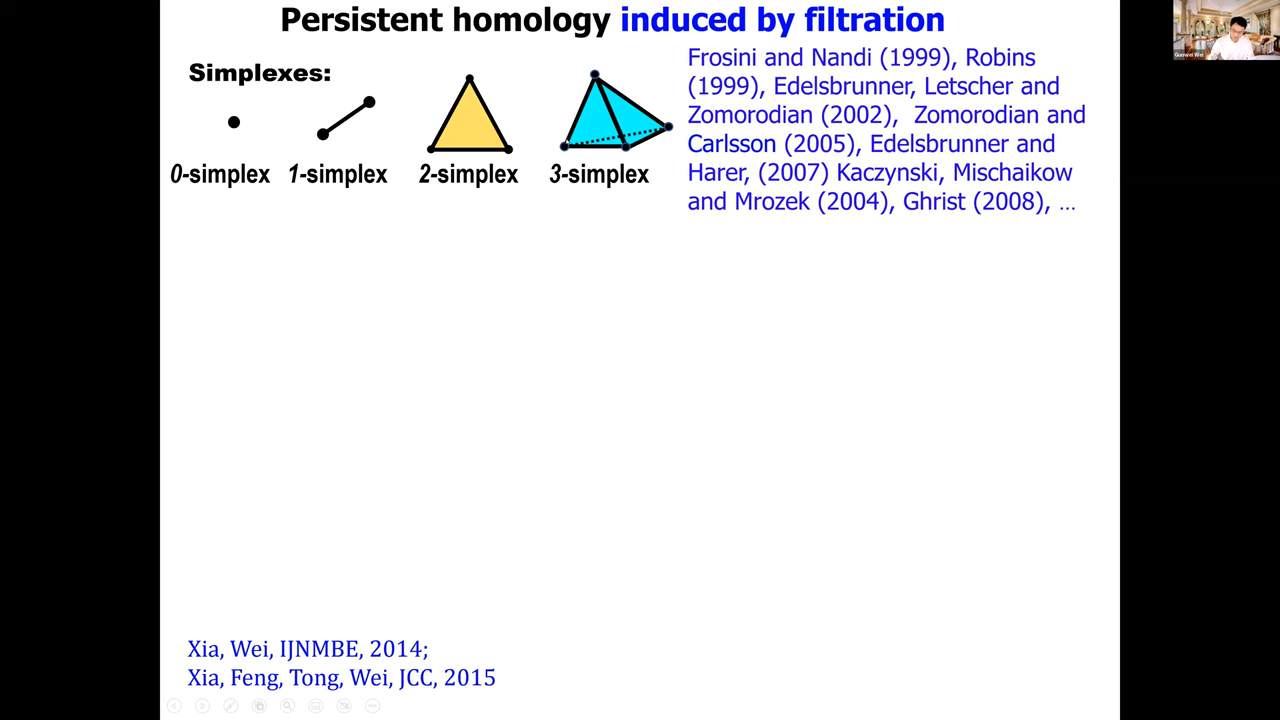 Persistent homology induced by filtration
Simplexes:
0-simplex 1-simplex 2-simplex 3-simplex
Frosini and Nandi (1999), Robins
(1999), Edelsbrunner, Letscher and
Zomorodian (2002), Zomorodian and
Carlsson (2005), Edelsbrunner and
Harer, (2007) Kaczynski, Mischaikow
and Mrozek (2004), Ghrist (2008), ...
Xia, Wei, IJNMBE, 2014;
Xia, Feng, Tong, Wei, JCC, 2015
Guowei Wei